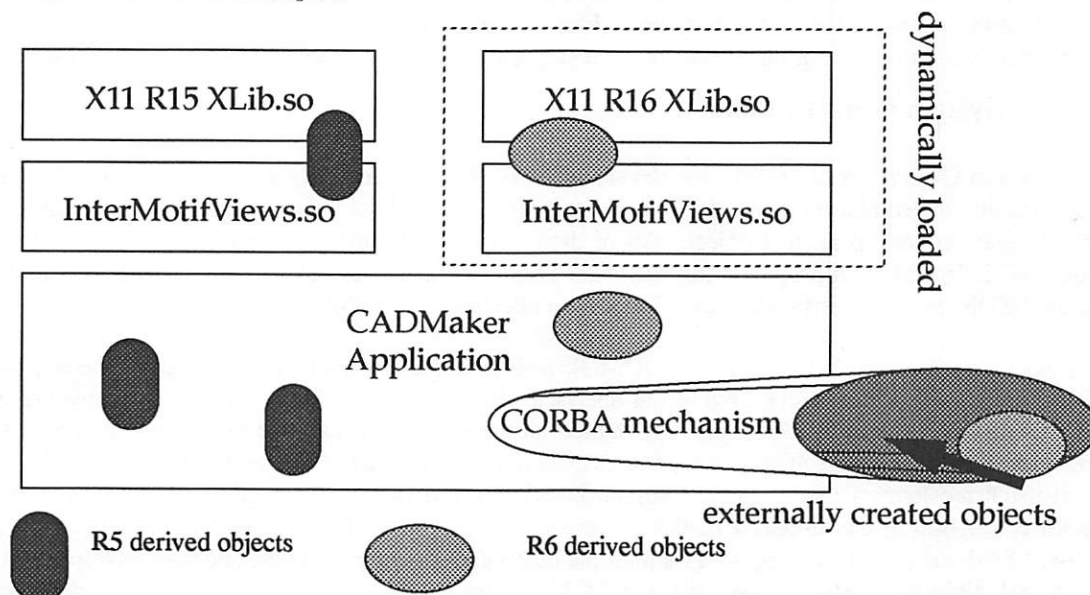 X11 R15 XLib.so
X11 R16 XLib.so
dynamically loaded
InterMotifViews.so
InterMotifViews.so
CADMaker
Application
CORBA mechanism
externally created objects
R5 derived objects
R6 derived objects